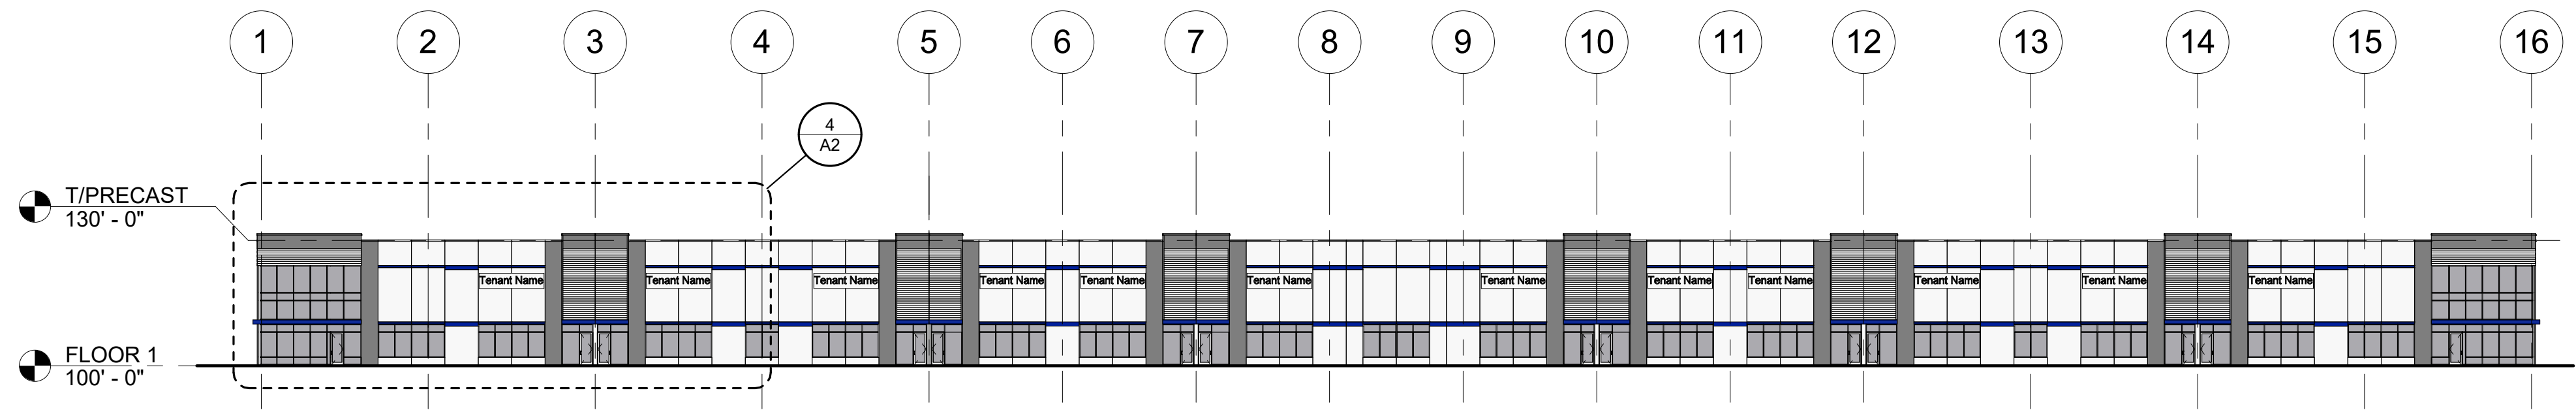 1 2 3 4 5 6 7 8 9 10 11 12 13 14 15 16
4
A2
T/PRECAST
130' - 0"
Tenant Name Tenant Name Tenant Name Tenant Name Tenant Name Tenant Name Tenant Name Tenant Name Tenant Name Tenant Name Tenant Name Tenant Name
FLOOR 1
100' - 0"